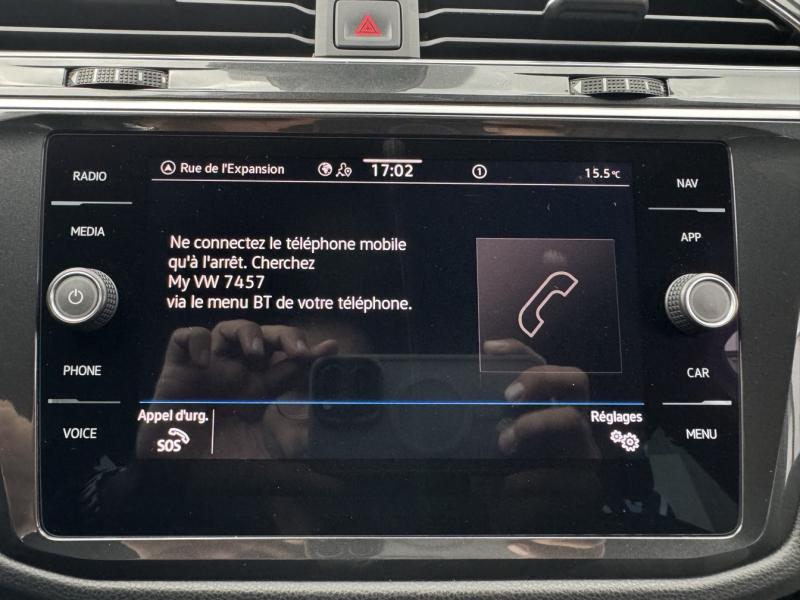 Rue de l'Expansion 17:02 1 15.5°C
RADIO
MEDIA
PHONE
VOICE
Ne connectez le téléphone mobile
qu'à l'arrêt. Cherchez
My VW 7457
via le menu BT de votre téléphone.
Appel d'urg.
SOS
Réglages
NAV
APP
CAR
MENU